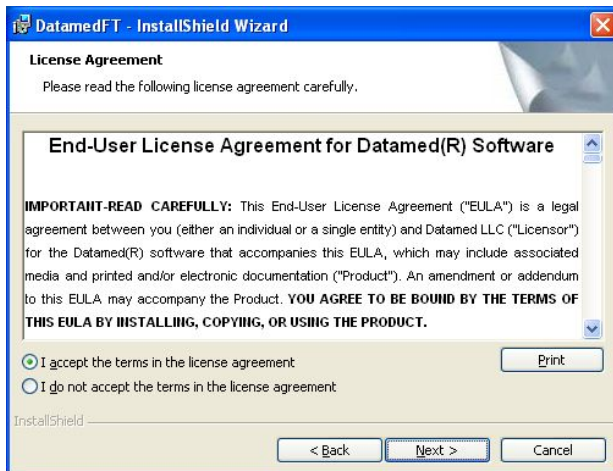 DatamedFT - InstallShield Wizard
License Agreement
Please read the following license agreement carefully.
End-User License Agreement for Datamed(R) Software
IMPORTANT-READ CAREFULLY: This End-User License Agreement ("EULA") is a legal
agreement between you (either an individual or a single entity) and Datamed LLC ("Licensor")
for the Datamed(R) software that accompanies this EULA, which may include associated
media and printed and/or electronic documentation ("Product"). An amendment or addendum
to this EULA may accompany the Product. YOU AGREE TO BE BOUND BY THE TERMS OF
THIS EULA BY INSTALLING, COPYING, OR USING THE PRODUCT.
I accept the terms in the license agreement
Print
I do not accept the terms in the license agreement
InstallShield
< Back
Next >
Cancel